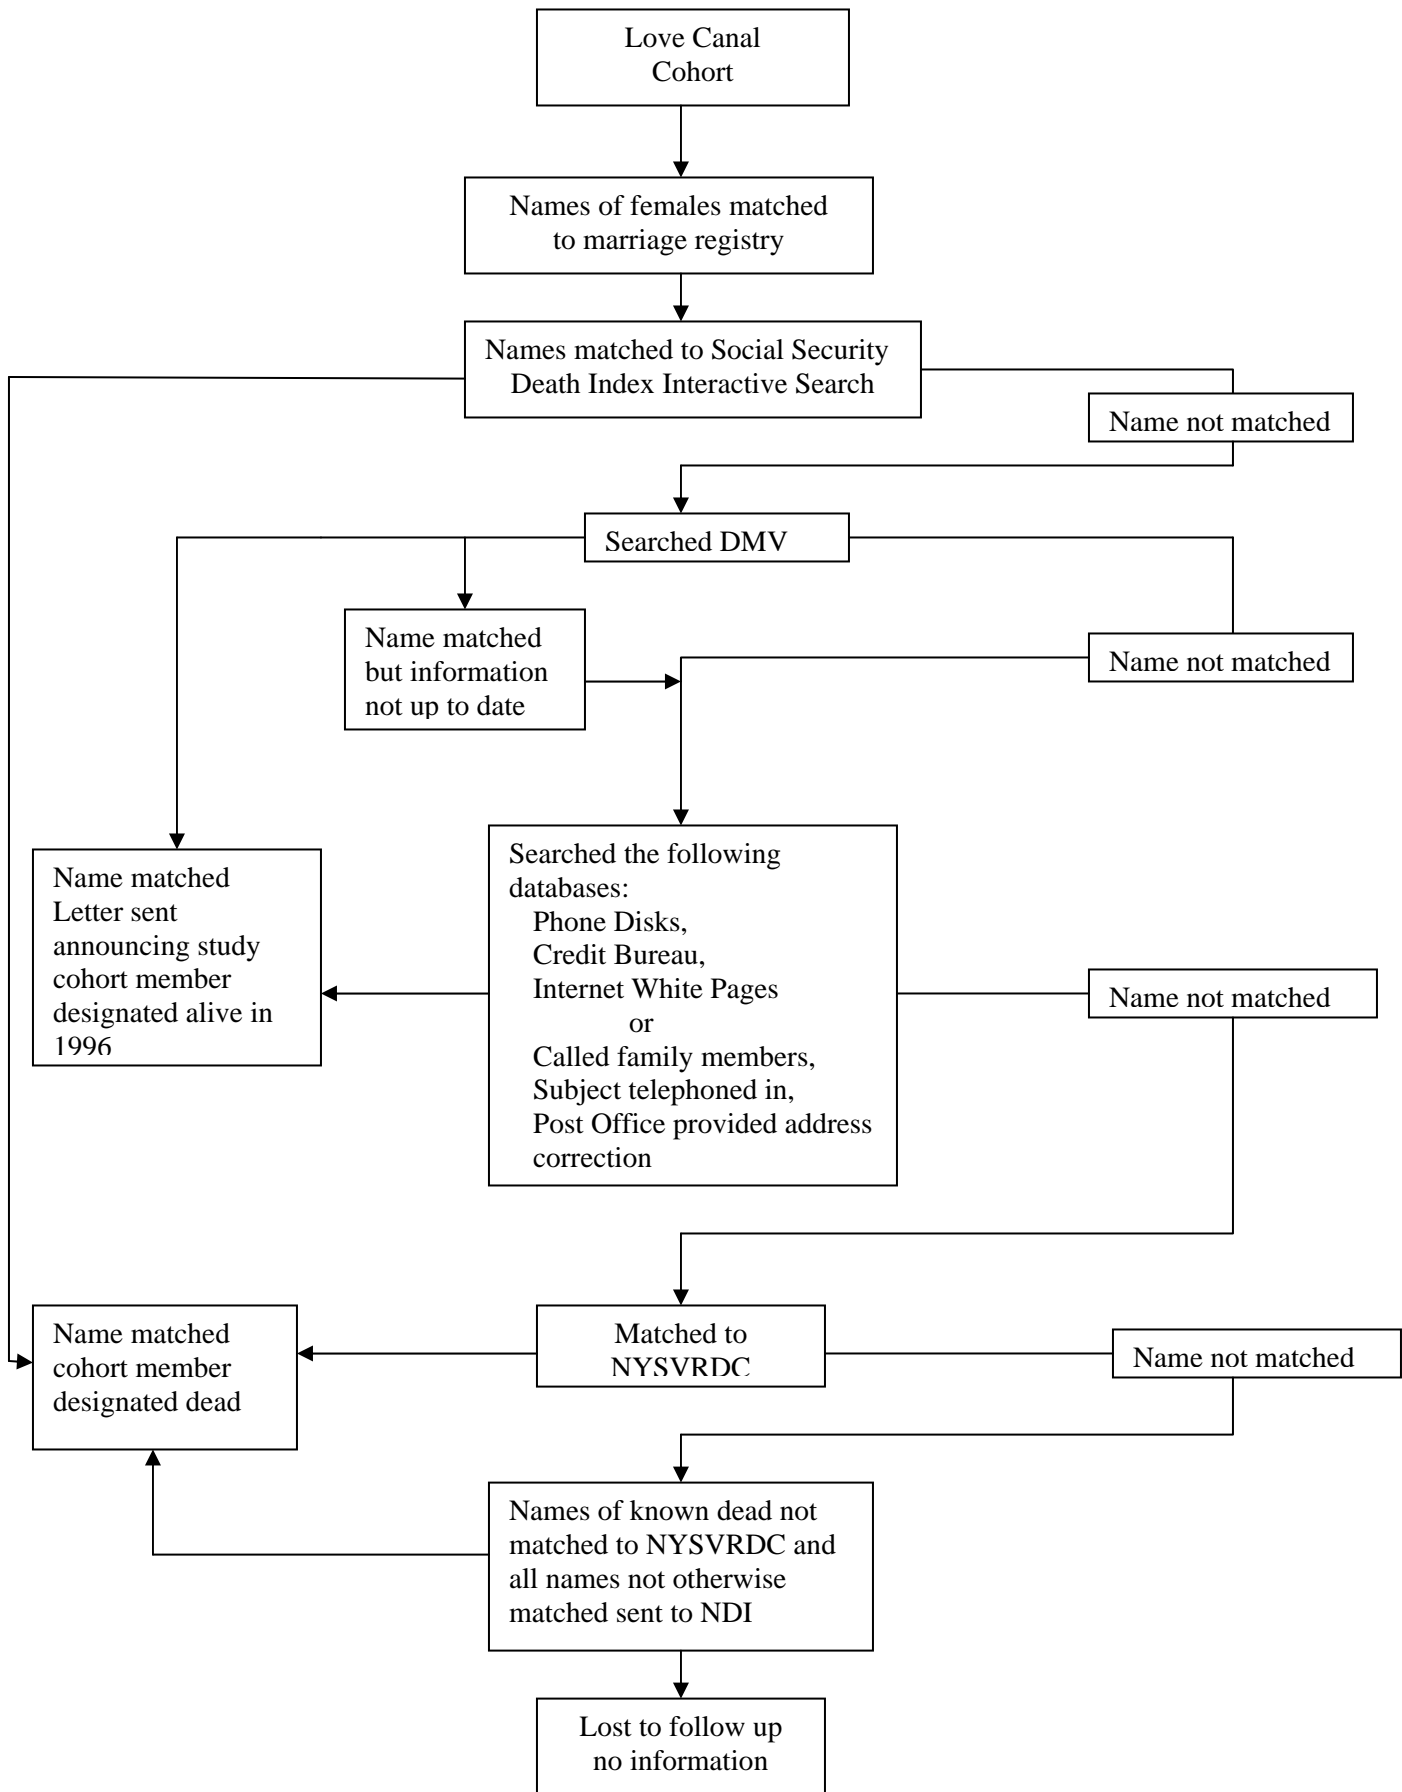 Love Canal
Cohort
Names of females matched
to marriage registry
Names matched to Social Security
Death Index Interactive Search
Name not matched
Searched DMV
Name matched
but information
not up to date
Name not matched
Name matched
Letter sent
announcing study
cohort member
designated alive in
1996
Searched the following
databases:
Phone Disks,
Credit Bureau,
Internet White Pages
or
Called family members,
Subject telephoned in,
Post Office provided address
correction
Name not matched
Name matched
cohort member
designated dead
Matched to
NYSVRDC
Name not matched
Names of known dead not
matched to NYSVRDC and
all names not otherwise
matched sent to NDI
Lost to follow up
no information